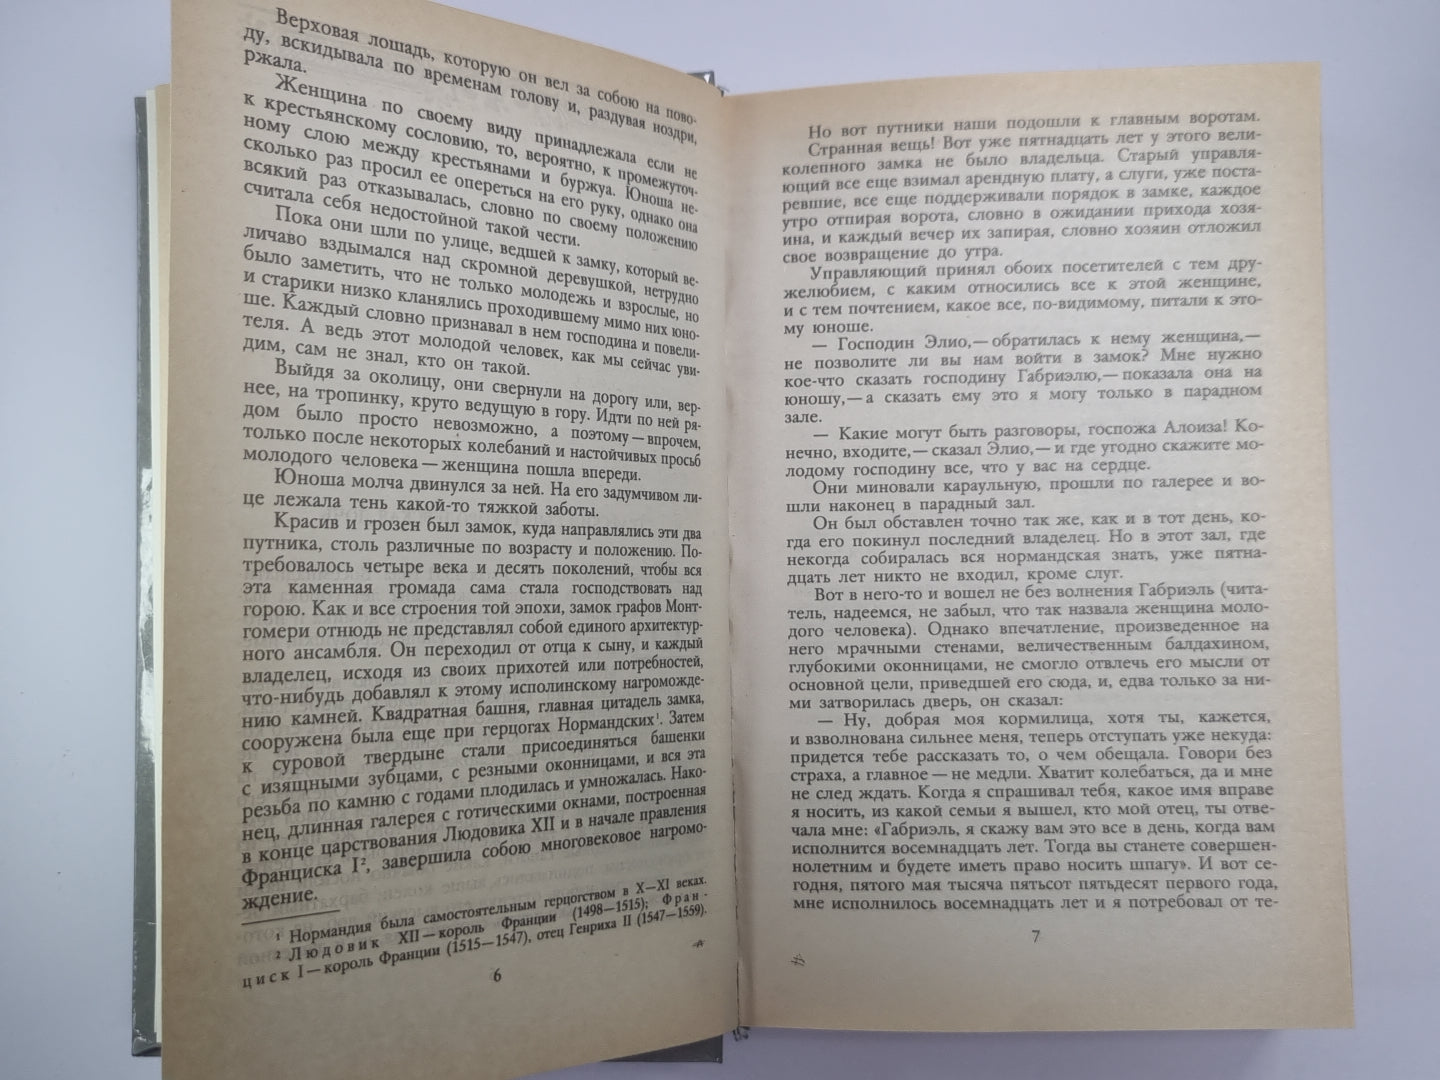 Верховая лошадь, которую он вел за собою на пово-
ду, вскидывала по временам голову и, раздувая ноздри,
ржала.
Женщина по своему виду принадлежала если не
к крестьянскому сословию, то, вероятно, к промежуточ-
ному слою между крестьянами и буржуа. Юноша не-
сколько раз просил ее опереться на его руку, однако она
всякий раз отказывалась, словно по своему положению
считала себя недостойной такой чести.
Пока они шли по улице, ведшей к замку, который ве-
личаво вздымался над скромной деревушкой, нетрудно
было заметить, что не только молодежь и взрослые, но
и старики низко кланялись проходившему мимо них юно-
ше. Каждый словно признавал в нем господина и повели-
теля. А ведь этот молодой человек, как мы сейчас уви-
дим, сам не знал, кто он такой.
Выйдя за околицу, они свернули на дорогу или, вер-
нее, на тропинку, круто ведущую в гору. Идти по ней ря-
дом было просто невозможно, а поэтому — впрочем,
только после некоторых колебаний и настойчивых просьб
молодого человека — женщина пошла впереди.
Юноша молча двинулся за ней. На его задумчивом ли-
це лежала тень какой-то тяжкой заботы.
Красив и грозен был замок, куда направлялись эти два
путника, столь различные по возрасту и положению. По-
требовалось четыре века и десять поколений, чтобы вся
эта каменная громада сама стала господствовать над
горою. Как и все строения той эпохи, замок графов Монт-
гомери отнюдь не представлял собой единого архитектур-
ного ансамбля. Он переходил от отца к сыну, и каждый
владелец, исходя из своих прихотей или потребностей,
что-нибудь добавлял к этому исполинскому нагроможде-
нию камней. Квадратная башня, главная цитадель замка,
сооружена была еще при герцогах Нормандских¹. Затем
к суровой твердыне стали присоединяться башенки
с изящными зубцами, с резными оконницами, и вся эта
резьба по камню с годами плодилась и умножалась. Нако-
нец, длинная галерея с готическими окнами, построенная
в конце царствования Людовика XII и в начале правления
Франциска I², завершила собою многовековое нагромо-
ждение.
¹ Нормандия была самостоятельным герцогством в X—XI веках.
² Людовик XII — король Франции (1498—1515); Фран-
циск I — король Франции (1515—1547), отец Генриха II (1547—1559).
6
Но вот путники наши подошли к главным воротам.
Странная вещь! Вот уже пятнадцать лет у этого вели-
колепного замка не было владельца. Старый управля-
ющий все еще взимал арендную плату, а слуги, уже поста-
ревшие, все еще поддерживали порядок в замке, каждое
утро отпирая ворота, словно в ожидании прихода хозя-
ина, и каждый вечер их запирая, словно хозяин отложил
свое возвращение до утра.
Управляющий принял обоих посетителей с тем дру-
желюбием, с каким относились все к этой женщине,
и с тем почтением, какое все, по-видимому, питали к это-
му юноше.
— Господин Элио,— обратилась к нему женщина,—
не позволите ли вы нам войти в замок? Мне нужно
кое-что сказать господину Габриэлю,— показала она на
юношу,— а сказать ему это я могу только в парадном
зале.
— Какие могут быть разговоры, госпожа Алоиза! Ко-
нечно, входите,— сказал Элио,— и где угодно скажите мо-
лодому господину все, что у вас на сердце.
Они миновали караульную, прошли по галерее и во-
шли наконец в парадный зал.
Он был обставлен точно так же, как и в тот день, ко-
гда его покинул последний владелец. Но в этот зал, где
некогда собиралась вся нормандская знать, уже пятна-
дцать лет никто не входил, кроме слуг.
Вот в него-то и вошел не без волнения Габриэль (чита-
тель, надеемся, не забыл, что так назвала женщина моло-
дого человека). Однако впечатление, произведенное на
него мрачными стенами, величественным балдахином,
глубокими оконницами, не смогло отвлечь его мысли от
основной цели, приведшей его сюда, и, едва только за ни-
ми затворилась дверь, он сказал:
— Ну, добрая моя кормилица, хотя ты, кажется,
и взволнована сильнее меня, теперь отступать уже некуда:
придется тебе рассказать то, о чем обещала. Говори без
страха, а главное — не медли. Хватит колебаться, да и мне
не след ждать. Когда я спрашивал тебя, какое имя вправе
я носить, из какой семьи я вышел, кто мой отец, ты отве-
чала мне: «Габриэль, я скажу вам это все в день, когда вам
исполнится восемнадцать лет. Тогда вы станете совершен-
нолетним и будете иметь право носить шпагу». И вот се-
годня, пятого мая тысяча пятьсот пятьдесят первого года,
мне исполнилось восемнадцать лет и я потребовал от те-
7